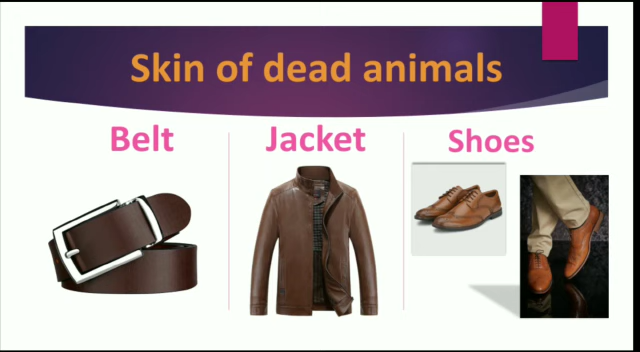 Skin of dead animals
Belt
Jacket
Shoes